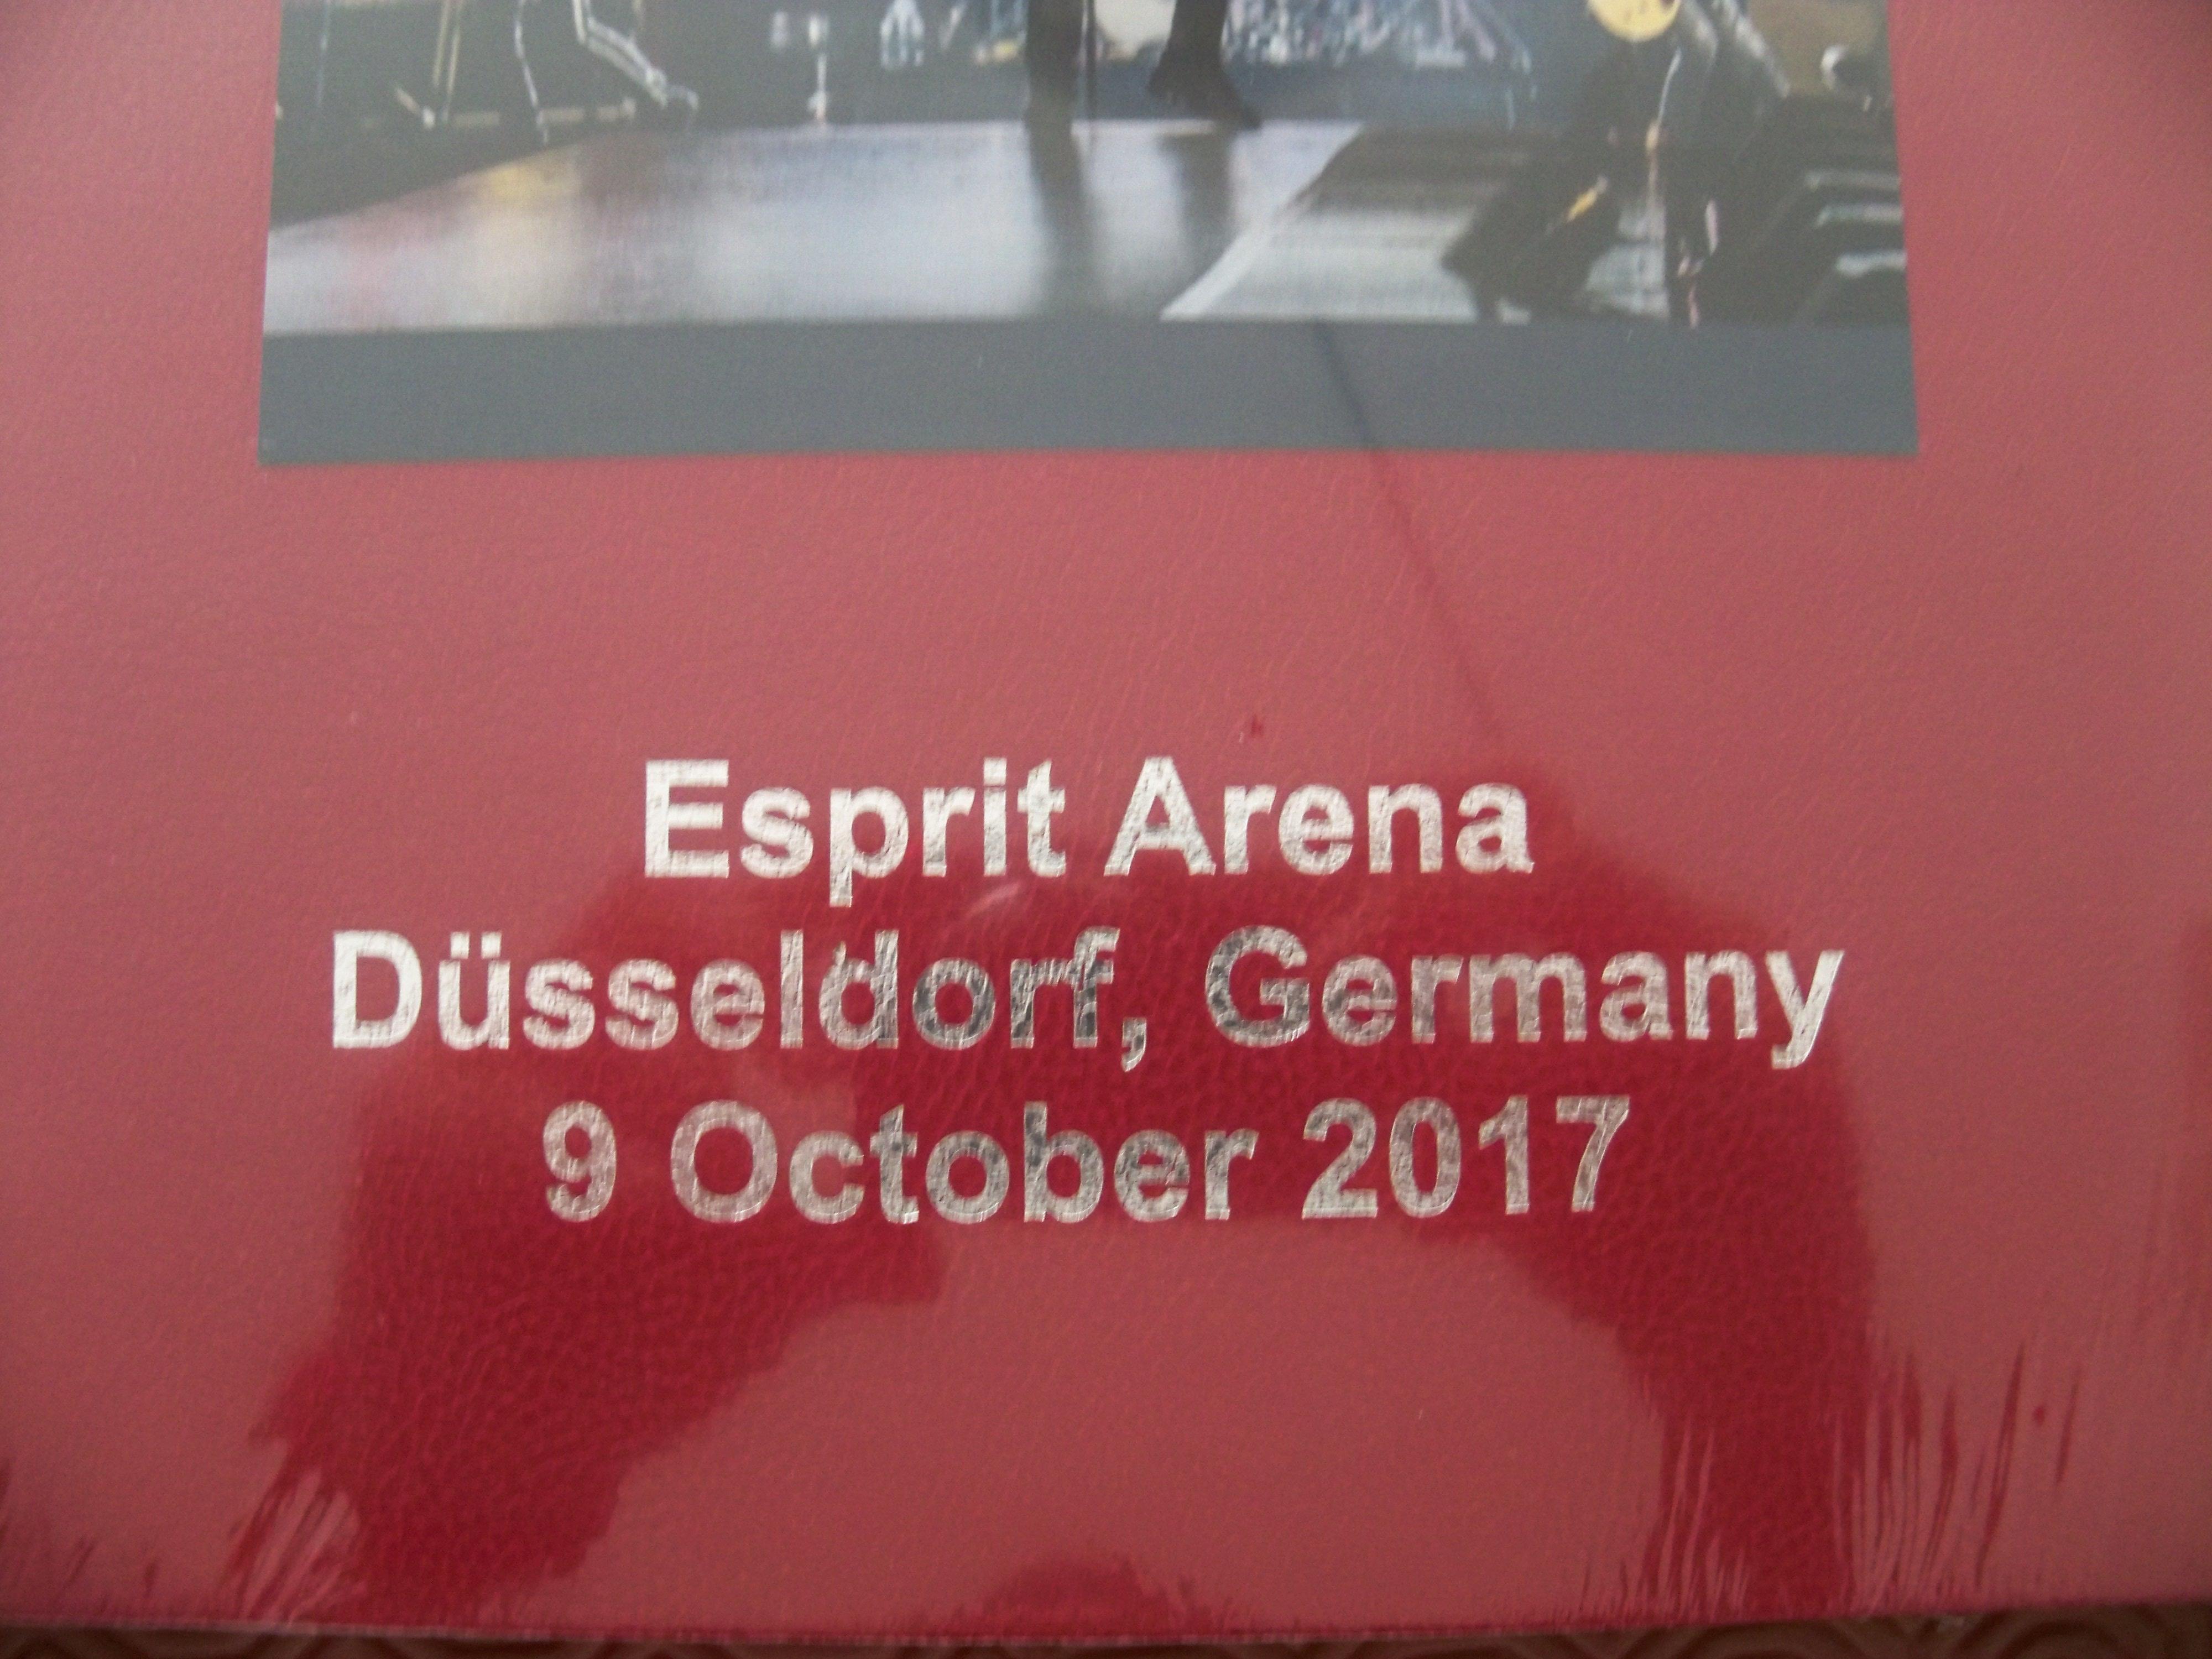 Esprit Arena
Düsseldorf, Germany
9 October 2017